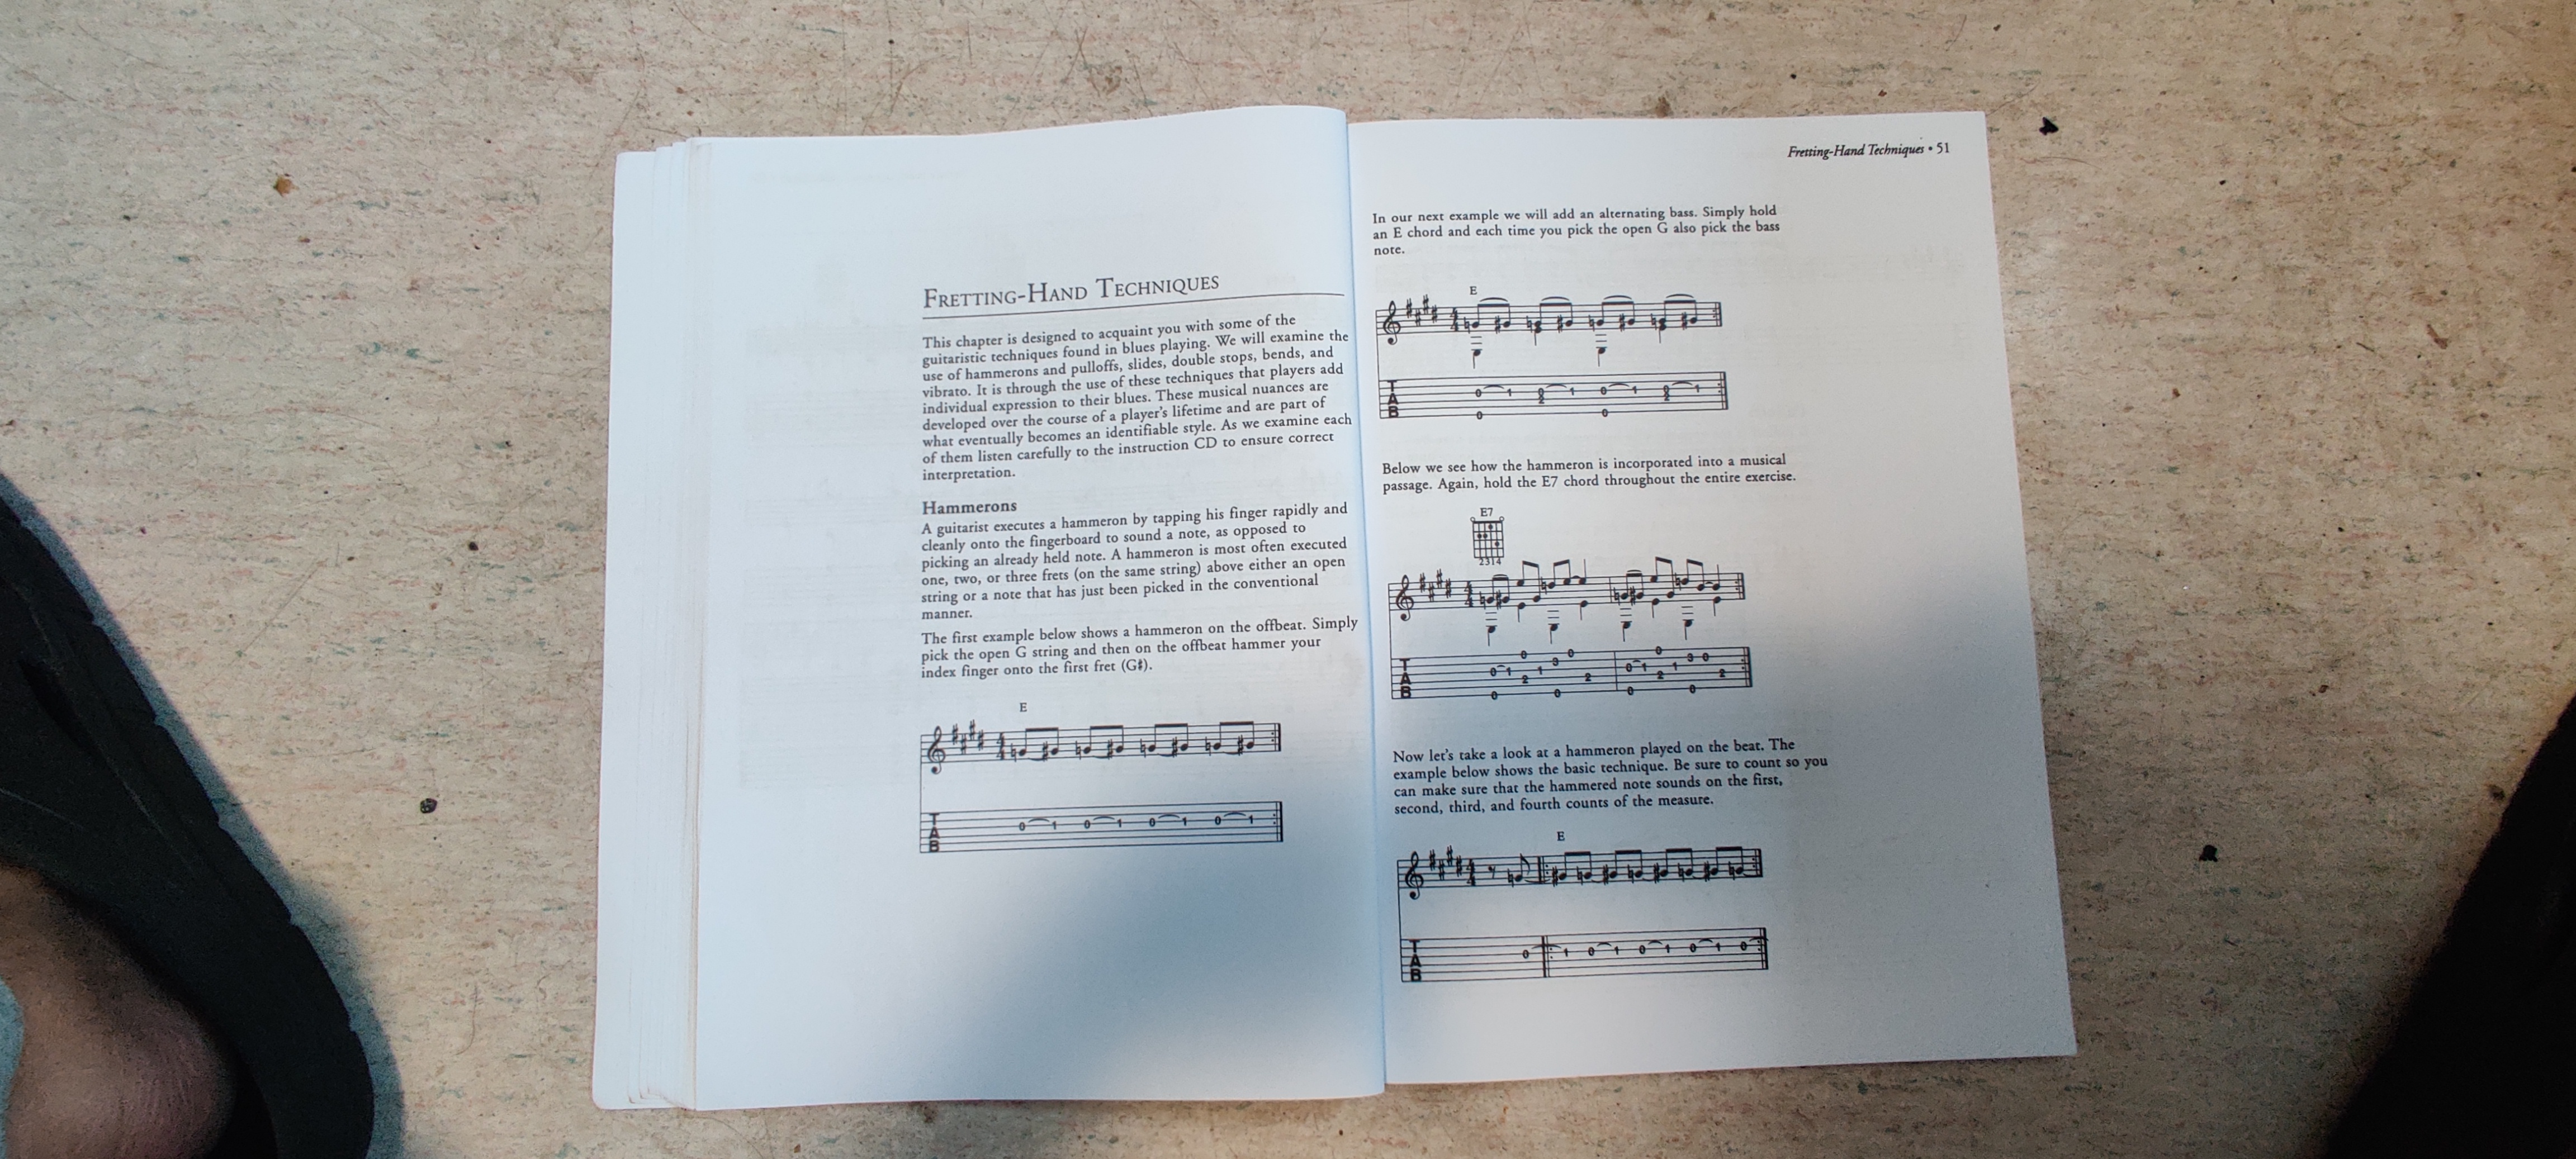 FRETTING-HAND TECHNIQUES
This chapter is designed to acquaint you with some of the
guitaristic techniques found in blues playing. We will examine the
use of hammerons and pulloffs, slides, double stops, bends, and
vibrato. It is through the use of these techniques that players add
individual expression to their blues. These musical nuances are
developed over the course of a player's lifetime and are part of
what eventually becomes an identifiable style. As we examine each
of them listen carefully to the instruction CD to ensure correct
interpretation.
Hammerons
A guitarist executes a hammeron by tapping his finger rapidly and
cleanly onto the fingerboard to sound a note, as opposed to
picking an already held note. A hammeron is most often executed
one, two, or three frets (on the same string) above either an open
string or a note that has just been picked in the conventional
manner.
The first example below shows a hammeron on the offbeat. Simply
pick the open G string and then on the offbeat hammer your
index finger onto the first fret (G♯).
E
TAB
0 1 0 1 0 1 0 1
Fretting-Hand Techniques • 51
In our next example we will add an alternating bass. Simply hold
an E chord and each time you pick the open G also pick the bass
note.
E
TAB
0 1 0 1 0 1 0 1
2 2
0 0
Below we see how the hammeron is incorporated into a musical
passage. Again, hold the E7 chord throughout the entire exercise.
E7
2314
TAB
0 0 0
3 3 0
0 1 1 0 1 1
2 2 2 2
0 0 0 0
Now let's take a look at a hammeron played on the beat. The
example below shows the basic technique. Be sure to count so you
can make sure that the hammered note sounds on the first,
second, third, and fourth counts of the measure.
E
TAB
0 1 0 1 0 1 0 1 0